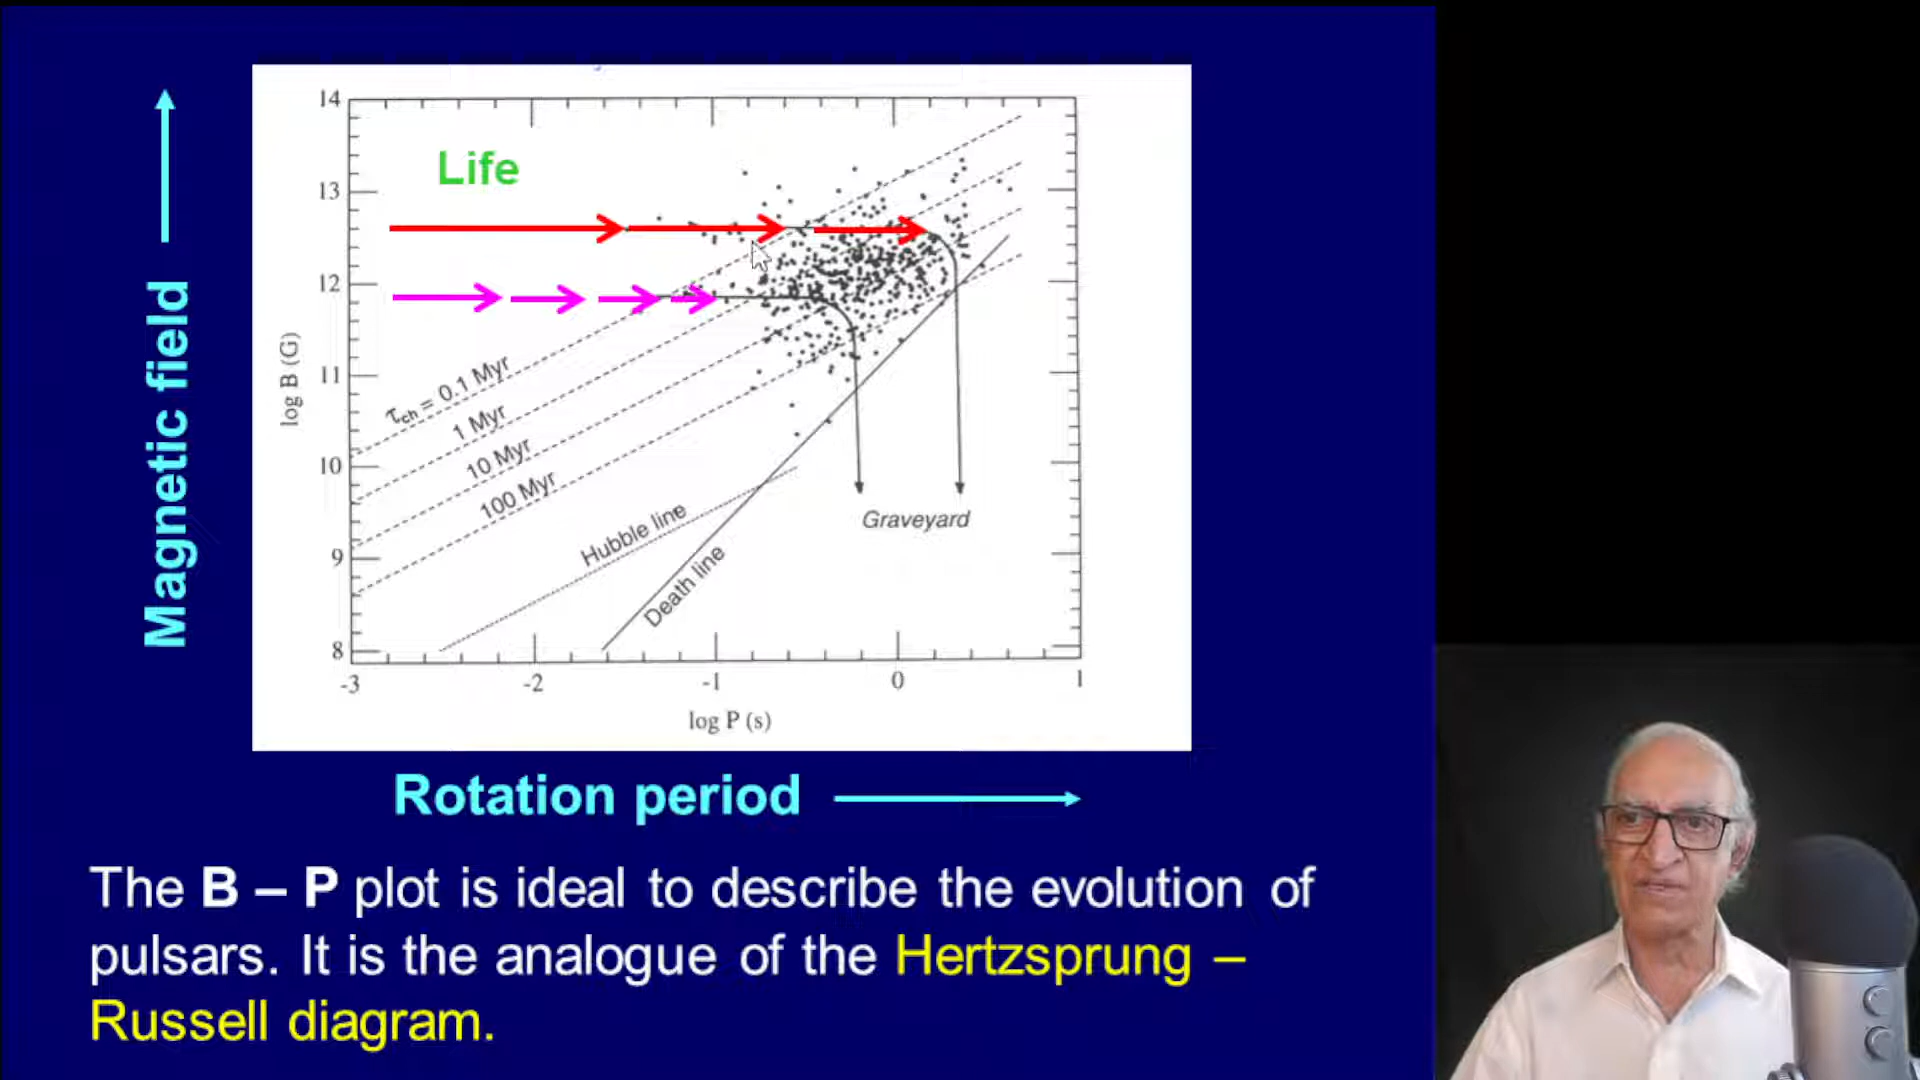 14
13
12
11
10
9
8
Life
Magnetic field
log B (G)
τch = 0.1 Myr
1 Myr
10 Myr
100 Myr
Hubble line
Death line
Graveyard
-3 -2 -1 0 1
log P (s)
Rotation period
The B – P plot is ideal to describe the evolution of
pulsars. It is the analogue of the Hertzsprung –
Russell diagram.